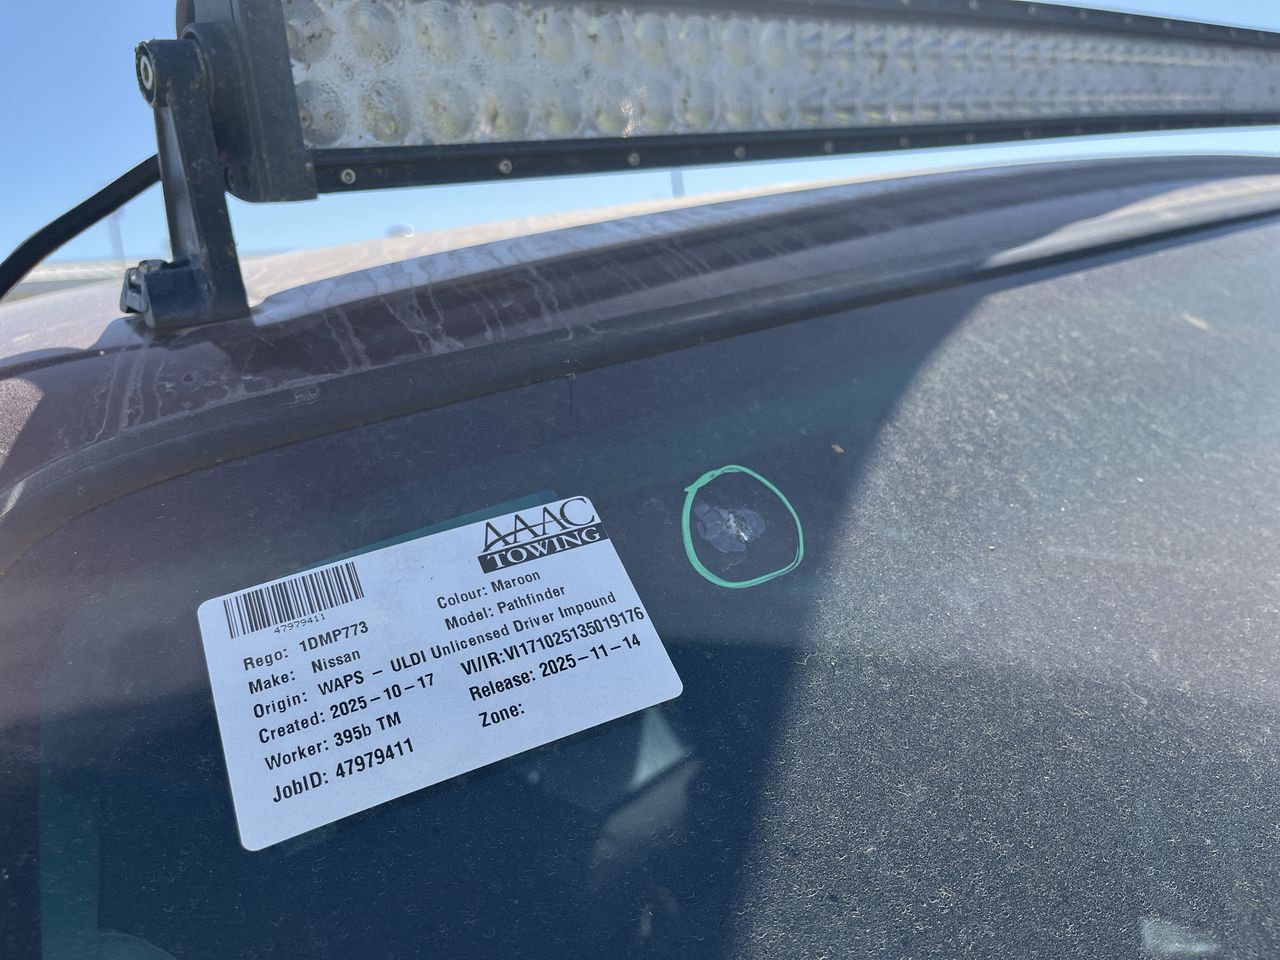 AAAC
TOWING
47979411
Rego: 1DMP773 Colour: Maroon
Make: Nissan Model: Pathfinder
Origin: WAPS – ULDI Unlicensed Driver Impound
Created: 2025–10–17 VI/IR:VI171025135019176
Worker: 395b TM Release: 2025–11–14
JobID: 47979411 Zone: